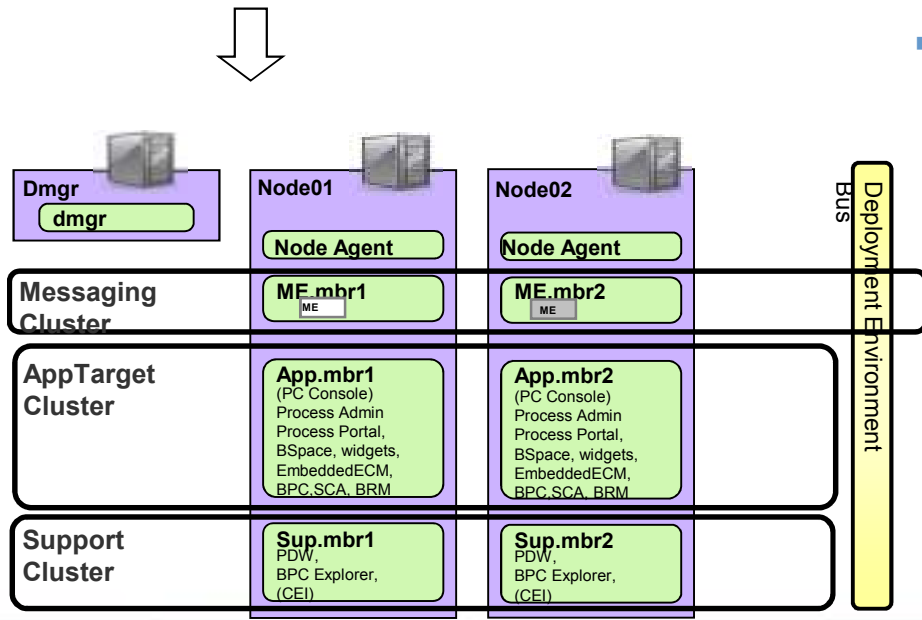 Dmgr
dmgr
Node01
Node Agent
Node02
Node Agent
Messaging
Cluster
ME.mbr1
ME
ME.mbr2
ME
AppTarget
Cluster
App.mbr1
(PC Console)
Process Admin
Process Portal,
BSpace, widgets,
EmbeddedECM,
BPC,SCA, BRM
App.mbr2
(PC Console)
Process Admin
Process Portal,
BSpace, widgets,
EmbeddedECM,
BPC,SCA, BRM
Support
Cluster
Sup.mbr1
PDW,
BPC Explorer,
(CEI)
Sup.mbr2
PDW,
BPC Explorer,
(CEI)
Deployment Environment
Bus